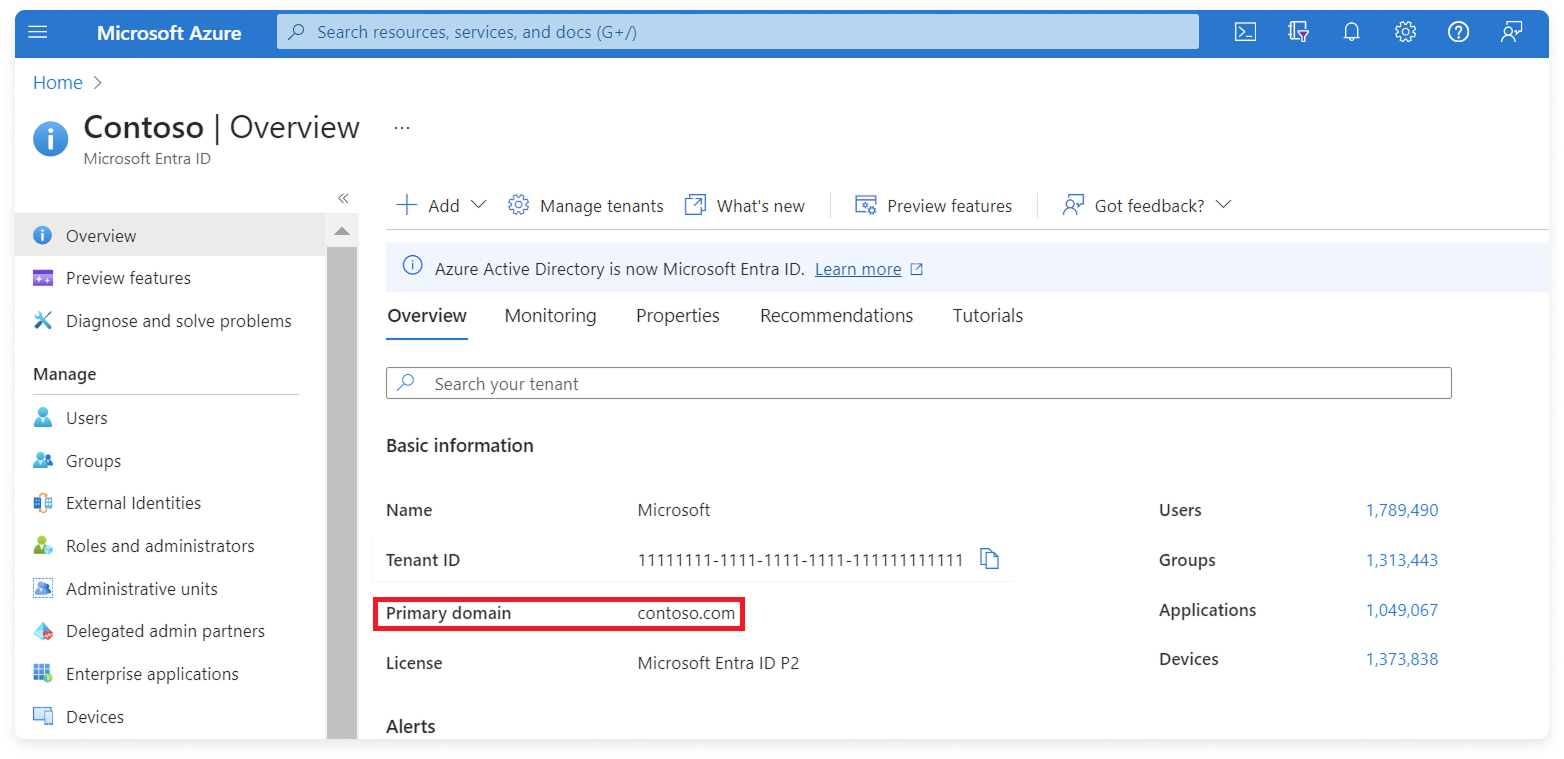 Microsoft Azure
Search resources, services, and docs (G+/)
Home
Contoso | Overview
...
Microsoft Entra ID
Overview
Preview features
Diagnose and solve problems
Manage
Users
Groups
External Identities
Roles and administrators
Administrative units
Delegated admin partners
Enterprise applications
Devices
Add
Manage tenants
What's new
Preview features
Got feedback?
Azure Active Directory is now Microsoft Entra ID. Learn more
Overview Monitoring Properties Recommendations Tutorials
Search your tenant
Basic information
Name Microsoft
Tenant ID 11111111-1111-1111-1111-111111111111
Primary domain contoso.com
License Microsoft Entra ID P2
Users 1,789,490
Groups 1,313,443
Applications 1,049,067
Devices 1,373,838
Alerts